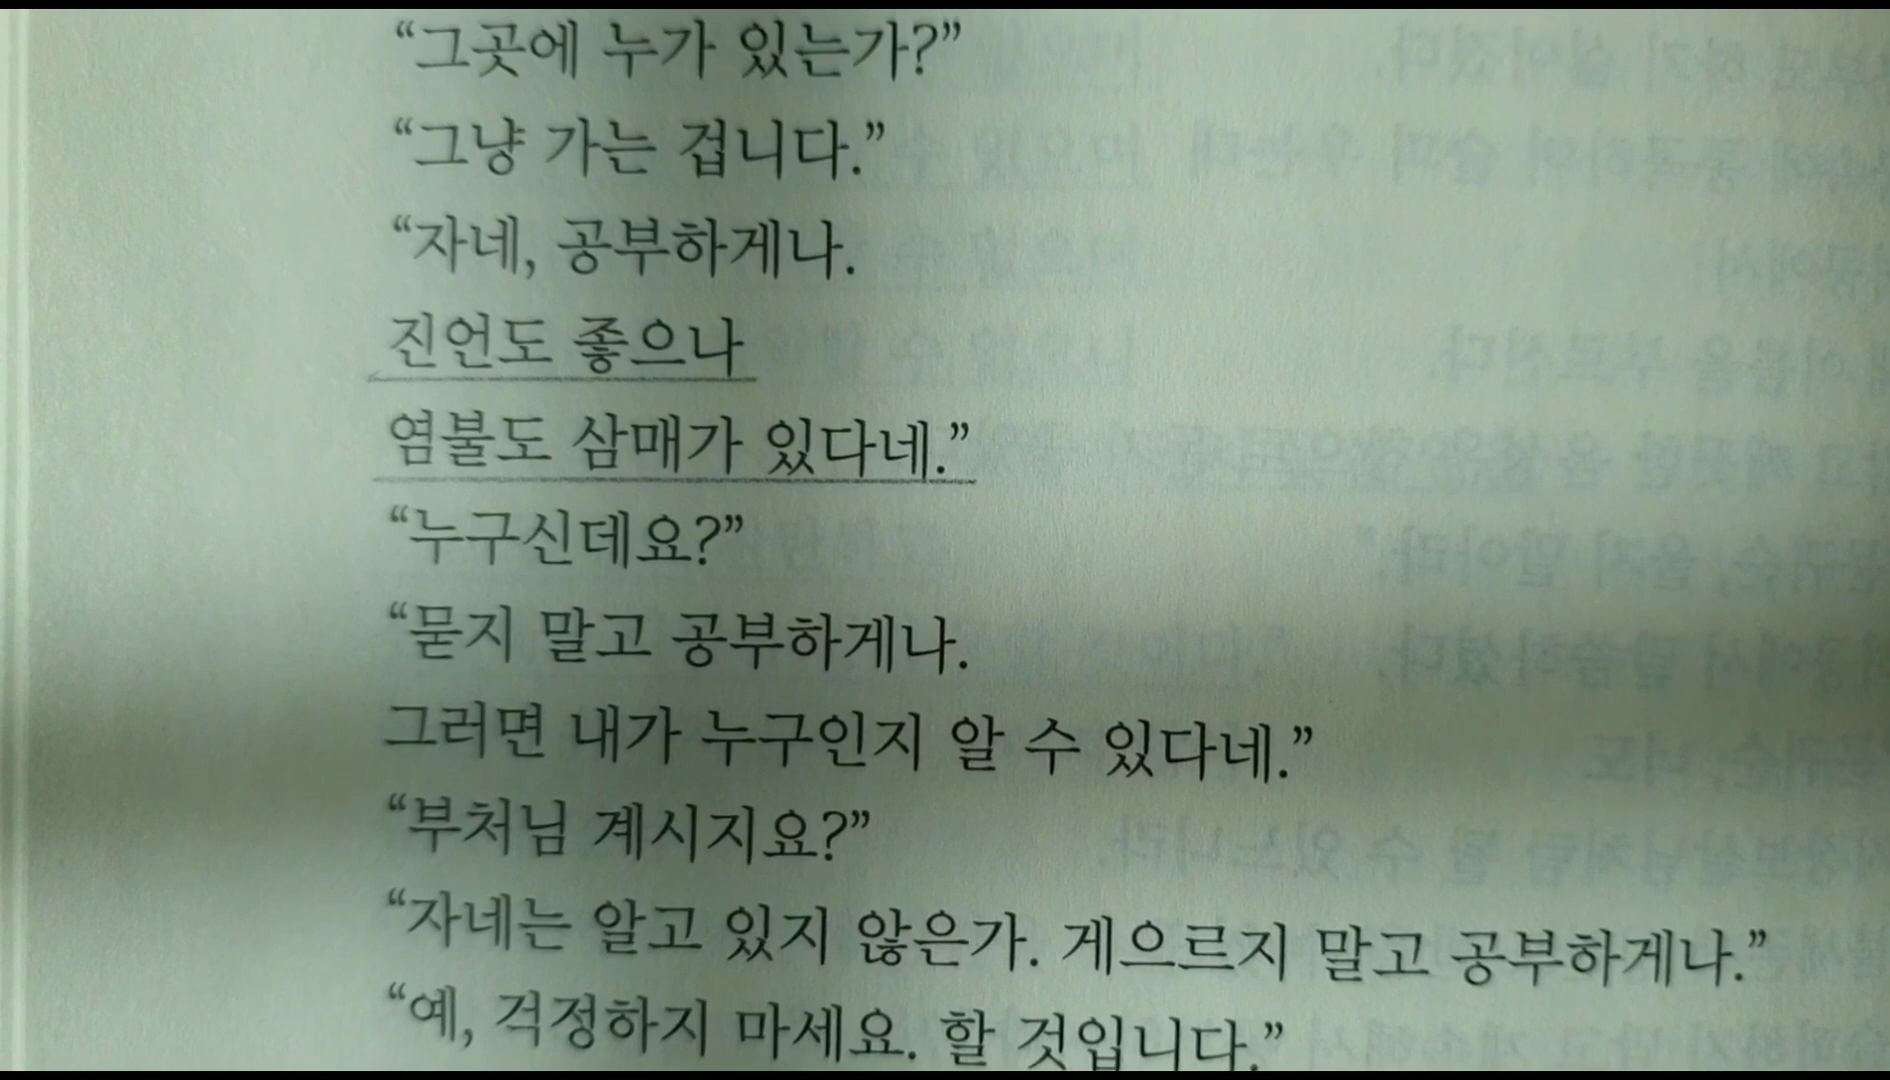 “그곳에 누가 있는가?”
“그냥 가는 겁니다.”
“자네, 공부하게나.
진언도 좋으나
염불도 삼매가 있다네.”
“누구신데요?”
“묻지 말고 공부하게나.
그러면 내가 누구인지 알 수 있다네.”
“부처님 계시지요?”
“자네는 알고 있지 않은가. 게으르지 말고 공부하게나.”
“예, 걱정하지 마세요. 할 것입니다.”